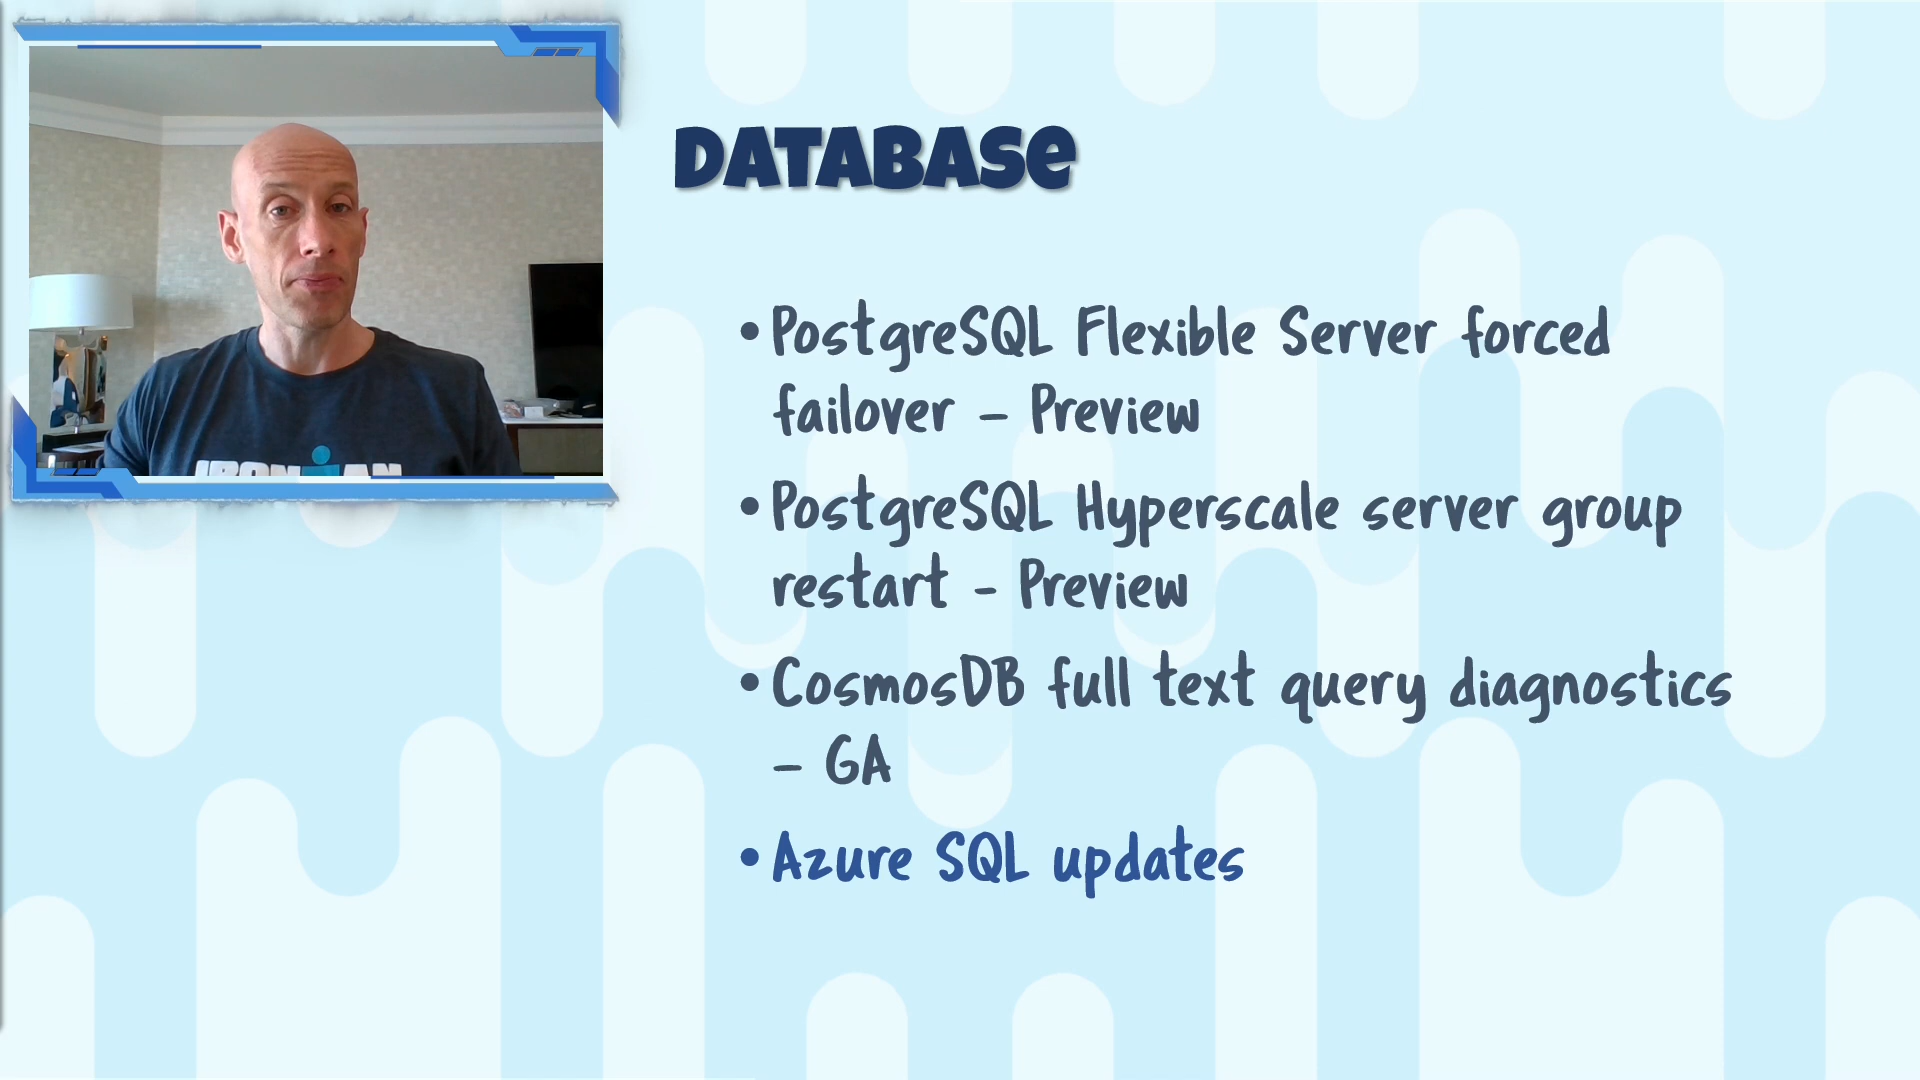 DATABASE
• PostgreSQL Flexible Server forced
failover – Preview
• PostgreSQL Hyperscale server group
restart - Preview
• CosmosDB full text query diagnostics
– GA
• Azure SQL updates
IRONMAN